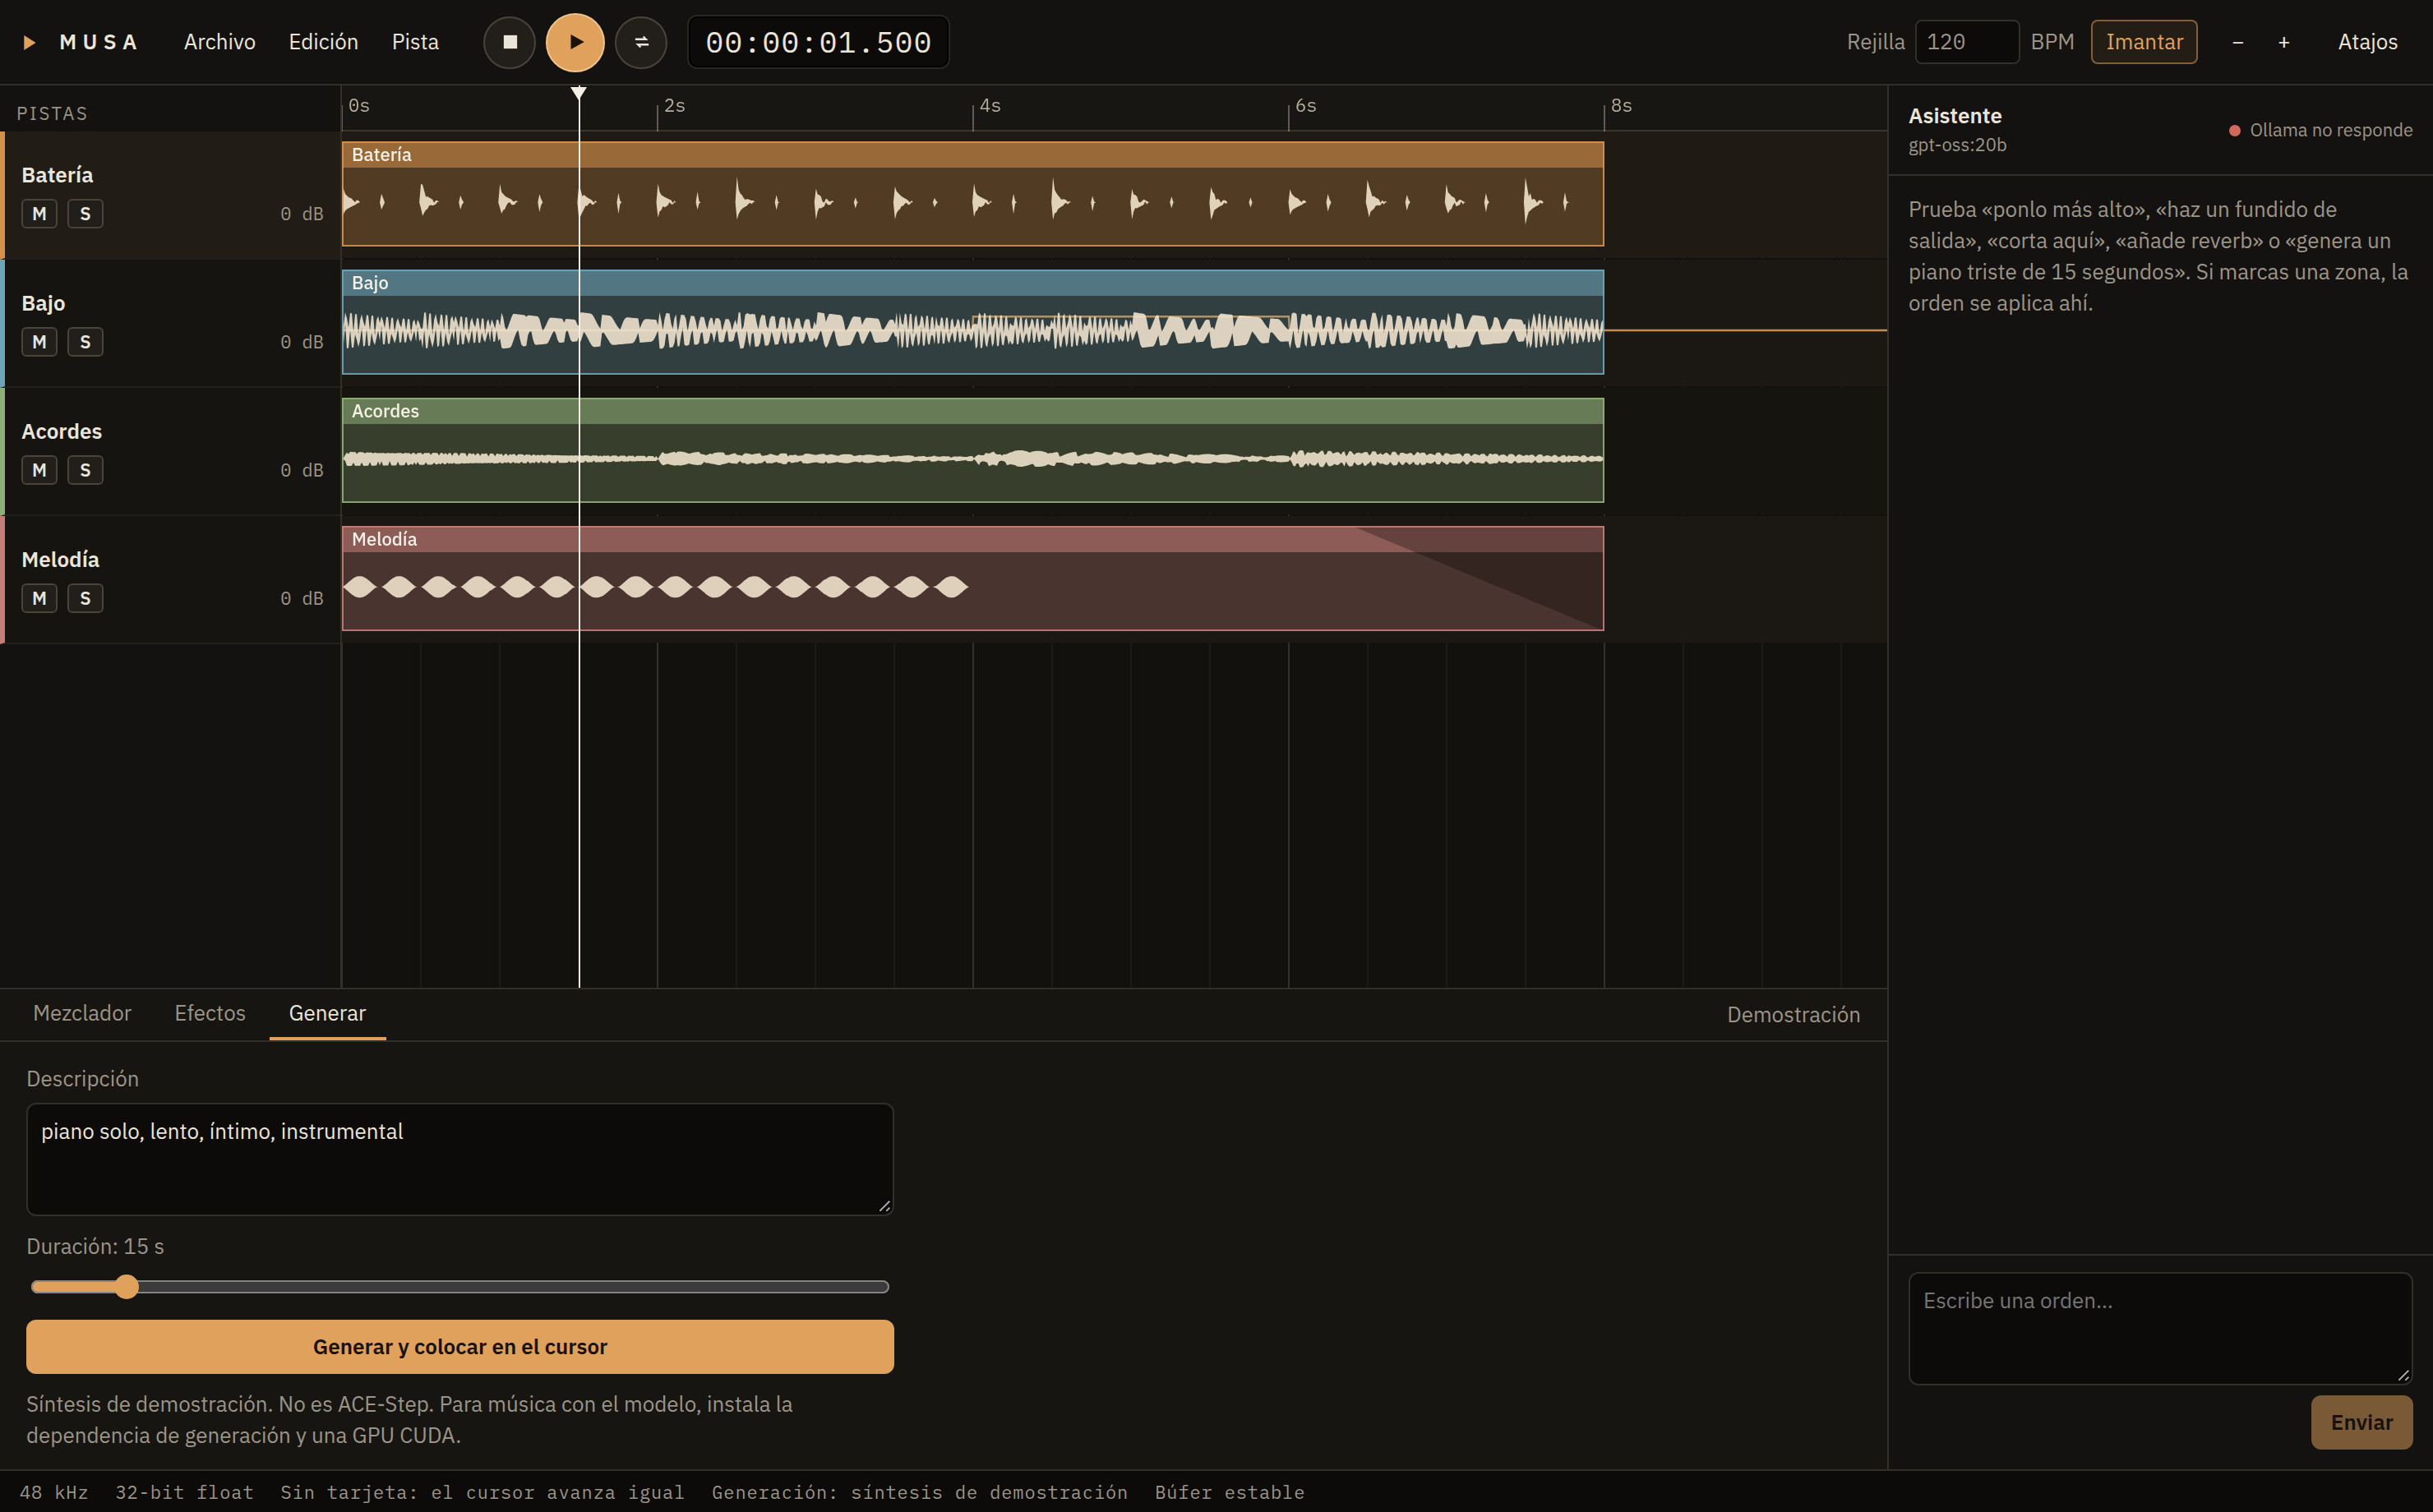 MUSA
Archivo Edición Pista
00:00:01.500
Rejilla 120 BPM Imantar − + Atajos
PISTAS
0s 2s 4s 6s 8s
Batería
M S 0 dB
Batería
Bajo
M S 0 dB
Bajo
Acordes
M S 0 dB
Acordes
Melodía
M S 0 dB
Melodía
Mezclador Efectos Generar Demostración
Descripción
piano solo, lento, íntimo, instrumental
Duración: 15 s
Generar y colocar en el cursor
Síntesis de demostración. No es ACE-Step. Para música con el modelo, instala la
dependencia de generación y una GPU CUDA.
Asistente
gpt-oss:20b
Ollama no responde
Prueba «ponlo más alto», «haz un fundido de
salida», «corta aquí», «añade reverb» o «genera un
piano triste de 15 segundos». Si marcas una zona, la
orden se aplica ahí.
Escribe una orden...
Enviar
48 kHz 32-bit float Sin tarjeta: el cursor avanza igual Generación: síntesis de demostración Búfer estable